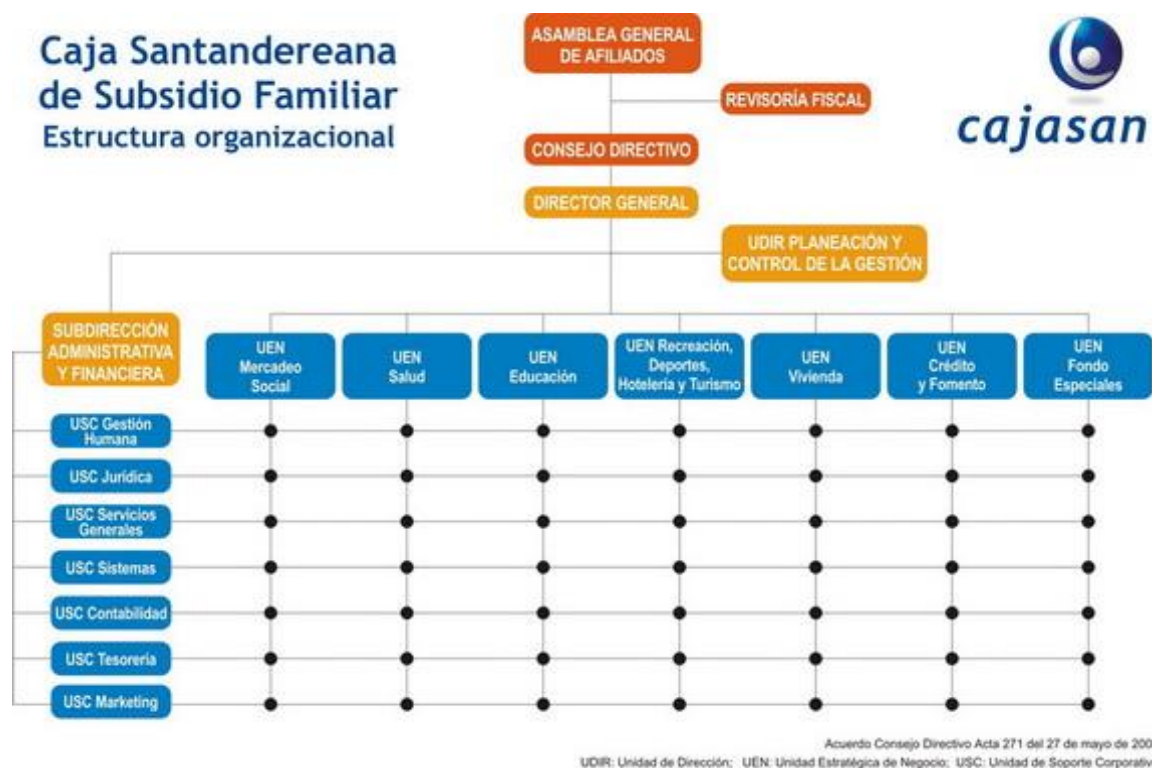 Caja Santandereana
de Subsidio Familiar
Estructura organizacional
ASAMBLEA GENERAL
DE AFILIADOS
cajasan
REVISORÍA FISCAL
CONSEJO DIRECTIVO
DIRECTOR GENERAL
UDIR PLANEACIÓN Y
CONTROL DE LA GESTIÓN
SUBDIRECCIÓN
ADMINISTRATIVA
Y FINANCIERA
UEN
Mercadeo
Social
UEN
Salud
UEN
Educación
UEN Recreación,
Deportes,
Hotelería y Turismo
UEN
Vivienda
UEN
Crédito
y Fomento
UEN
Fondo
Especiales
USC Gestión
Humana
USC Jurídica
USC Servicios
Generales
USC Sistemas
USC Contabilidad
USC Tesorería
USC Marketing
Acuerdo Consejo Directivo Acta 271 del 27 de mayo de 200
UDIR: Unidad de Dirección; UEN: Unidad Estratégica de Negocio; USC: Unidad de Soporte Corporativ